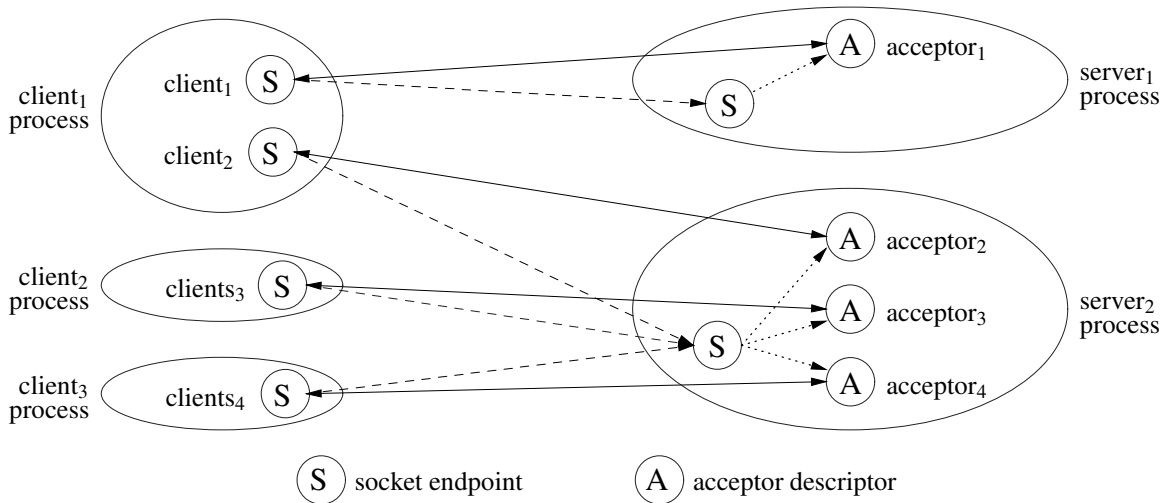 client₁
process
client₁ S
client₂ S
A acceptor₁
S
server₁
process
client₂
process
clients₃ S
client₃
process
clients₄ S
A acceptor₂
A acceptor₃
S
A acceptor₄
server₂
process
S socket endpoint
A acceptor descriptor